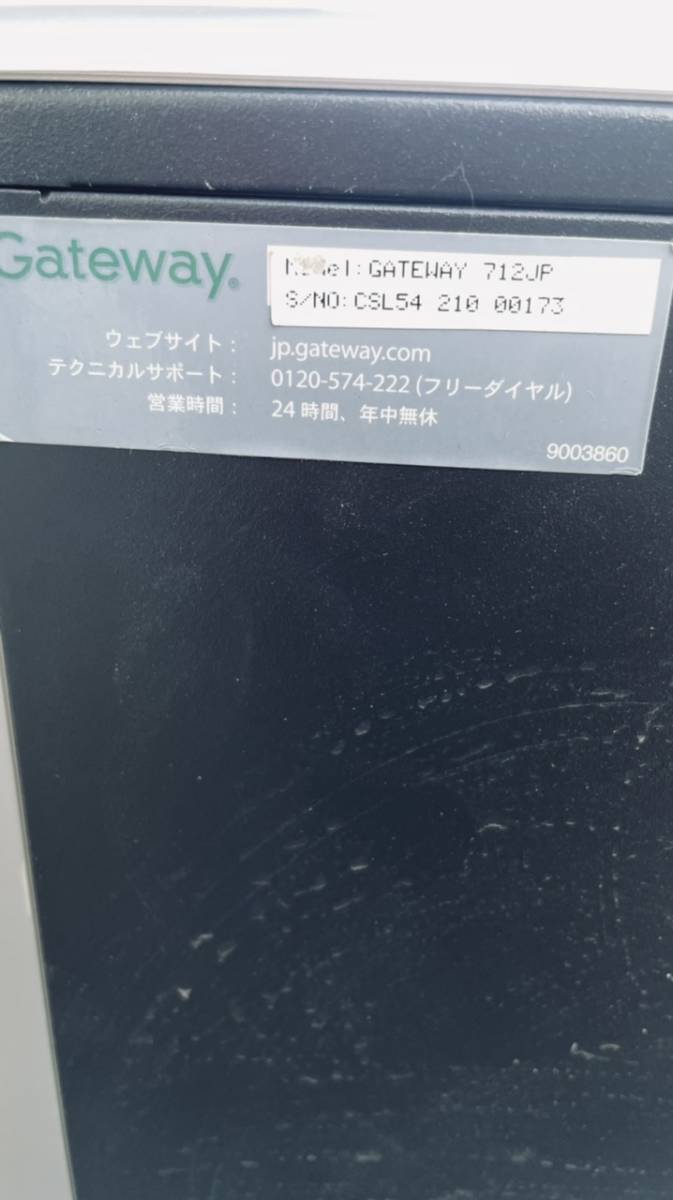 Gateway®
Model: GATEWAY 712JP
S/NO: CSL54 210 00173
ウェブサイト： jp.gateway.com
テクニカルサポート： 0120-574-222 (フリーダイヤル)
営業時間： 24 時間、年中無休
9003860